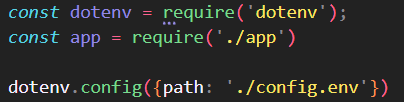 const dotenv = require('dotenv');
const app = require('./app')
dotenv.config({path: './config.env'})